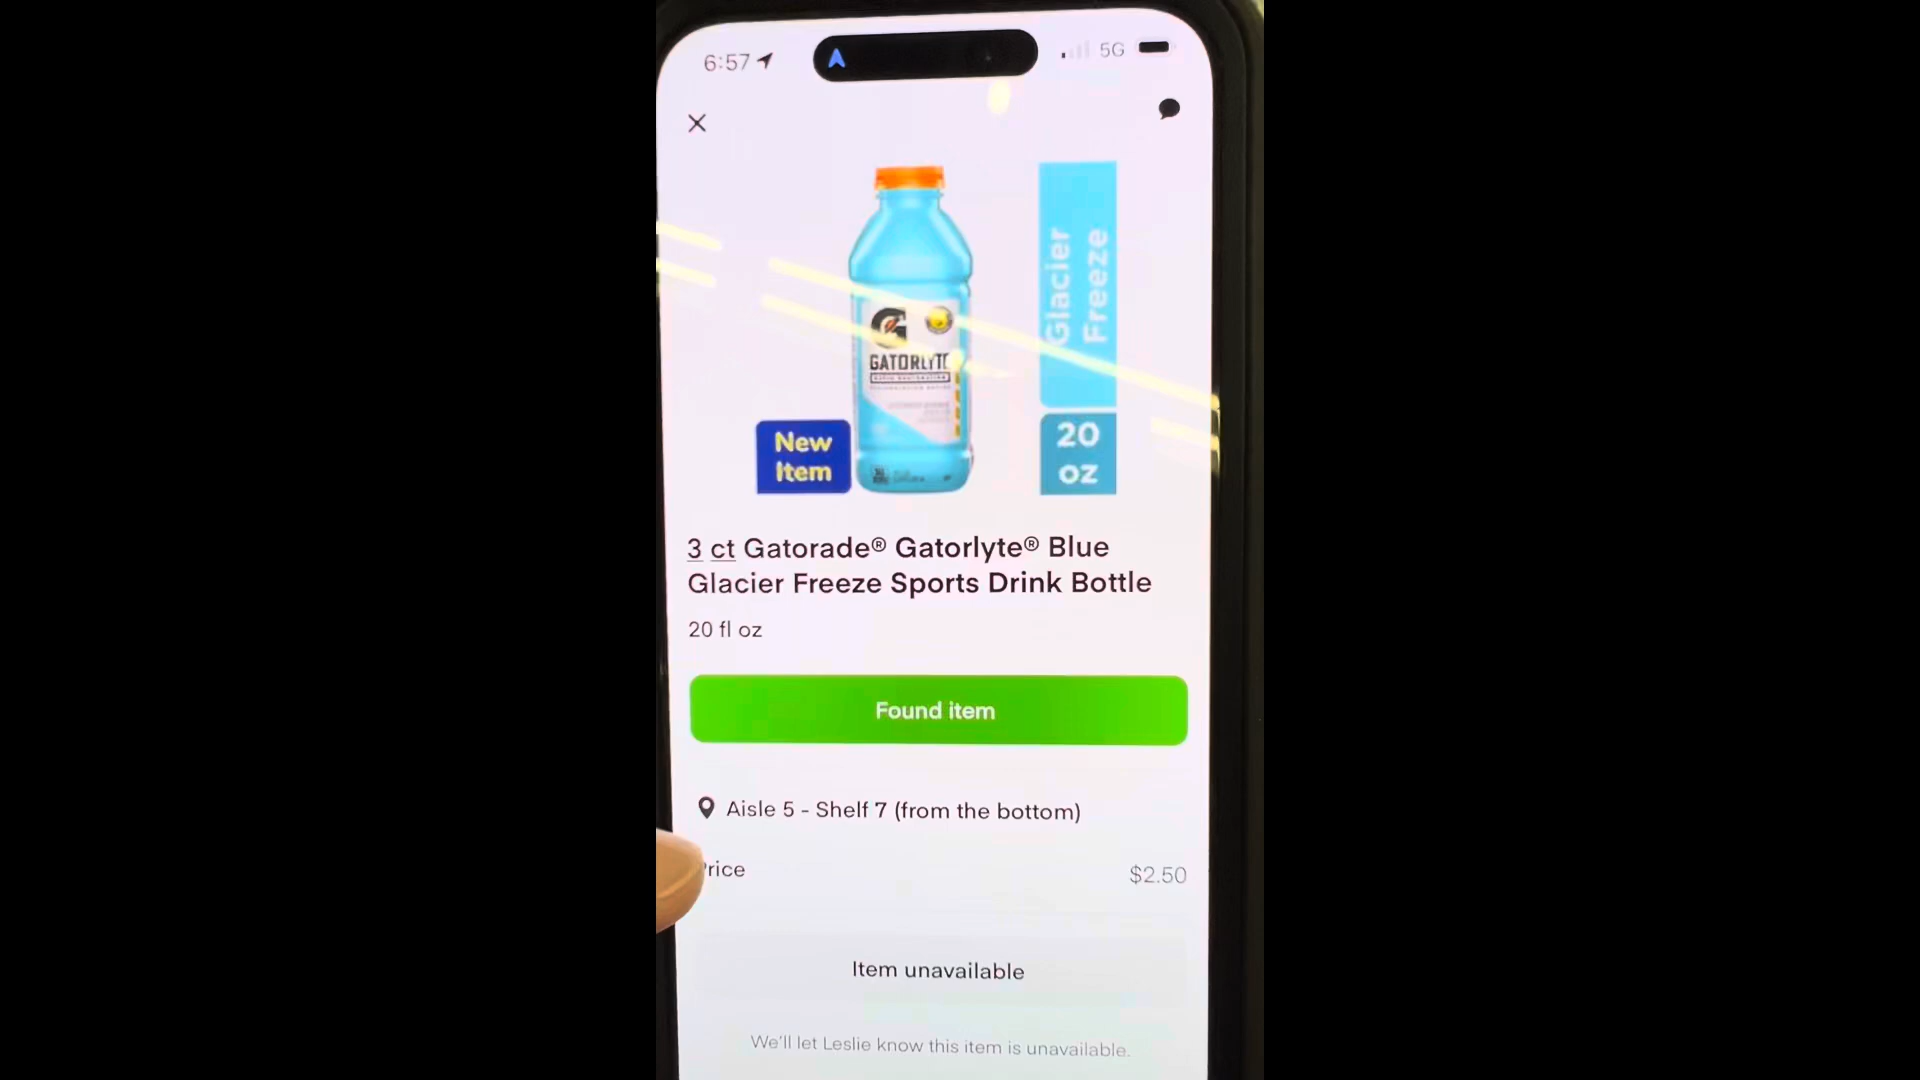 6:57
5G
Glacier
Freeze
GATORLYTE
New
Item
20
oz
3 ct Gatorade® Gatorlyte® Blue
Glacier Freeze Sports Drink Bottle
20 fl oz
Found item
Aisle 5 - Shelf 7 (from the bottom)
rice
$2.50
Item unavailable
We'll let Leslie know this item is unavailable.